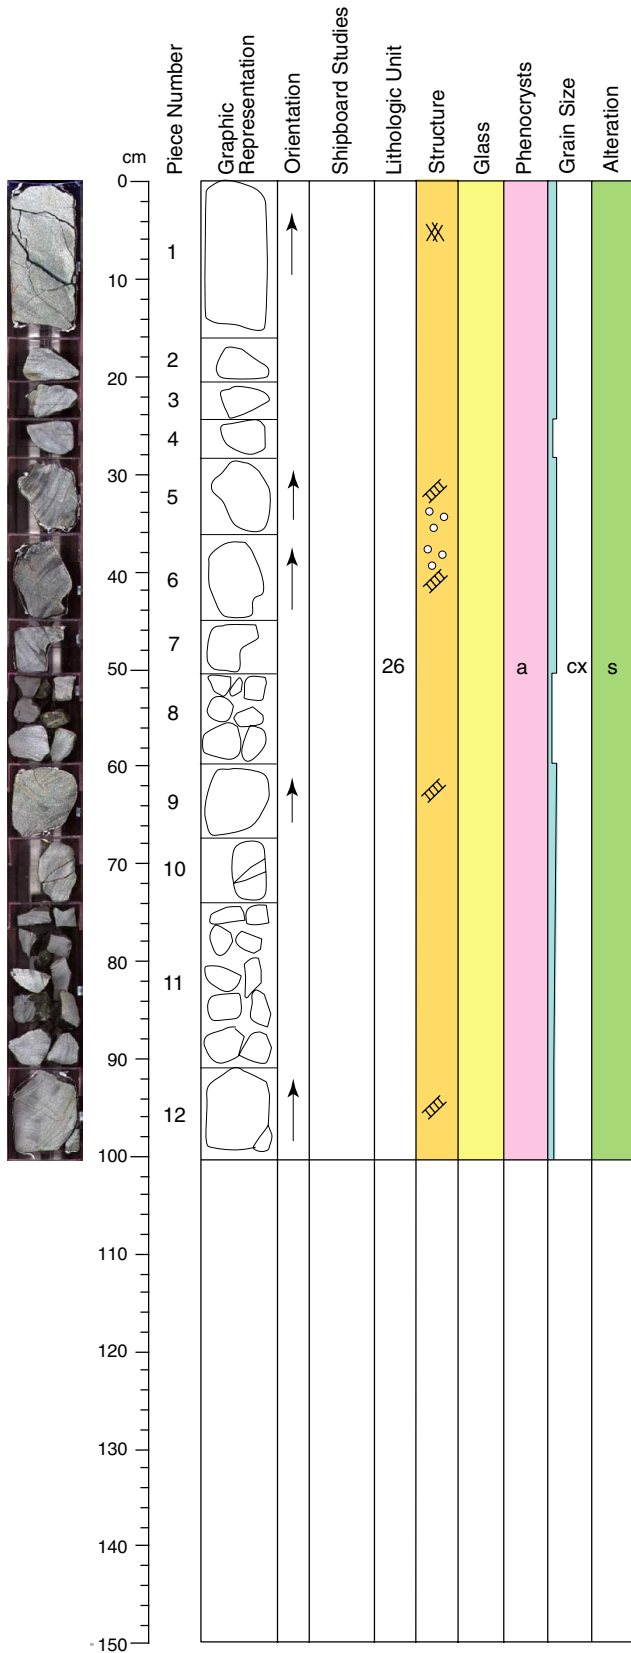 cm
Piece Number
Graphic
Representation
Orientation
Shipboard Studies
Lithologic Unit
Structure
Glass
Phenocrysts
Grain Size
Alteration
0
1
10
2
20
3
4
30
5
40
6
7
50
26
a
cx
s
8
60
9
70
10
80
11
90
12
100
110
120
130
140
150